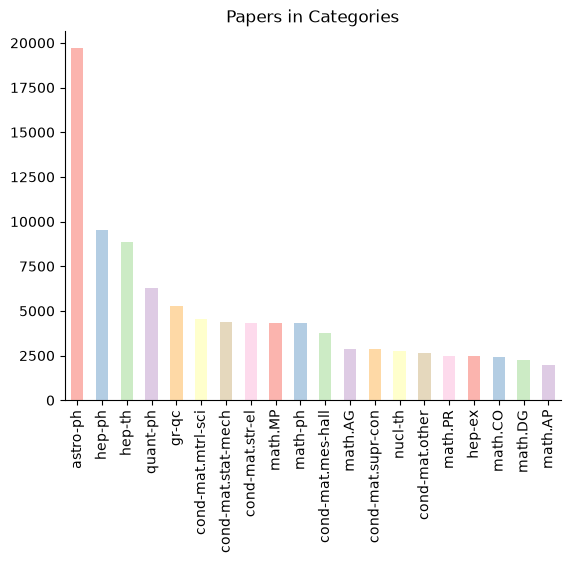 Papers in Categories
20000
17500
15000
12500
10000
7500
5000
2500
0
astro-ph
hep-ph
hep-th
quant-ph
gr-qc
cond-mat.mtrl-sci
cond-mat.stat-mech
cond-mat.str-el
math.MP
math-ph
cond-mat.mes-hall
math.AG
cond-mat.supr-con
nucl-th
cond-mat.other
math.PR
hep-ex
math.CO
math.DG
math.AP